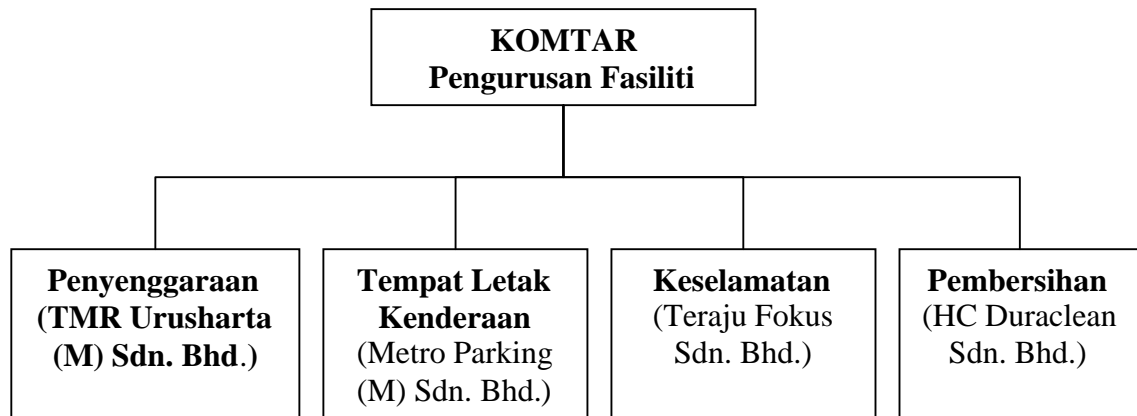 KOMTAR
Pengurusan Fasiliti
Penyenggaraan
(TMR Urusharta
(M) Sdn. Bhd.)
Tempat Letak
Kenderaan
(Metro Parking
(M) Sdn. Bhd.)
Keselamatan
(Teraju Fokus
Sdn. Bhd.)
Pembersihan
(HC Duraclean
Sdn. Bhd.)